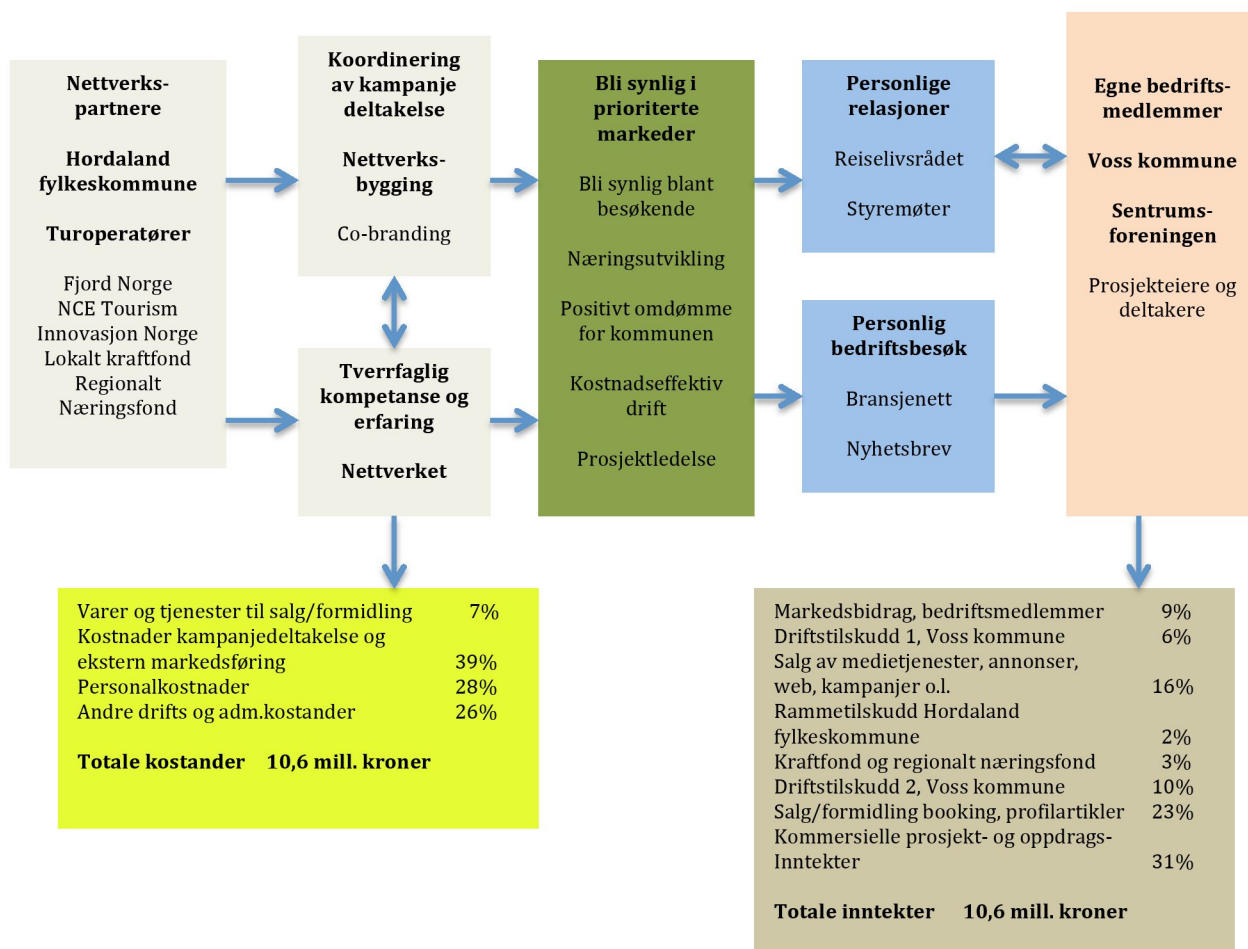 Nettverks-
partnere
Hordaland
fylkeskommune
Turoperatører
Fjord Norge
NCE Tourism
Innovasjon Norge
Lokalt kraftfond
Regionalt
Næringsfond
Koordinering
av kampanje
deltakelse
Nettverks-
bygging
Co-branding
Tverrfaglig
kompetanse og
erfaring
Nettverket
Bli synlig i
prioriterte
markeder
Bli synlig blant
besøkende
Næringsutvikling
Positivt omdømme
for kommunen
Kostnadseffektiv
drift
Prosjektledelse
Personlige
relasjoner
Reiselivsrådet
Styremøter
Personlig
bedriftsbesøk
Bransjenett
Nyhetsbrev
Egne bedrifts-
medlemmer
Voss kommune
Sentrums-
foreningen
Prosjekteiere og
deltakere
Varer og tjenester til salg/formidling 7%
Kostnader kampanjedeltakelse og
ekstern markedsføring 39%
Personalkostnader 28%
Andre drifts og adm.kostander 26%
Totale kostander 10,6 mill. kroner
Markedsbidrag, bedriftsmedlemmer 9%
Driftstilskudd 1, Voss kommune 6%
Salg av medietjenester, annonser,
web, kampanjer o.l. 16%
Rammetilskudd Hordaland
fylkeskommune 2%
Kraftfond og regionalt næringsfond 3%
Driftstilskudd 2, Voss kommune 10%
Salg/formidling booking, profilartikler 23%
Kommersielle prosjekt- og oppdrags-
Inntekter 31%
Totale inntekter 10,6 mill. kroner